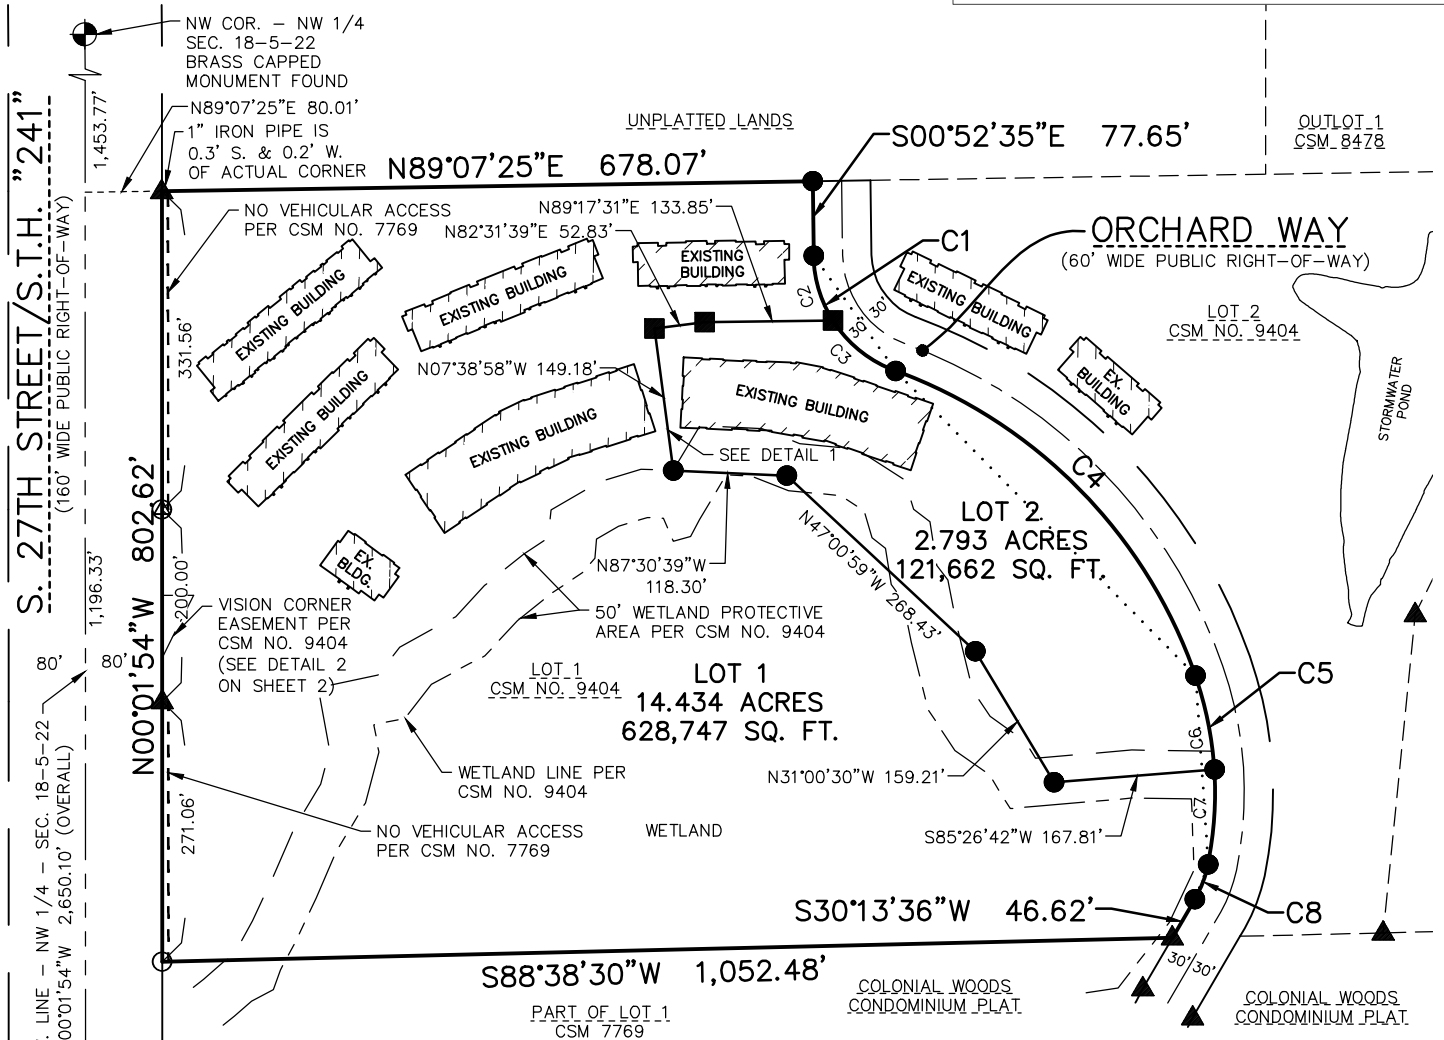 NW COR. – NW 1/4
SEC. 18–5–22
BRASS CAPPED
MONUMENT FOUND
N89°07'25"E 80.01'
1" IRON PIPE IS
0.3' S. & 0.2' W.
OF ACTUAL CORNER
1,453.77'
S. 27TH STREET/S.T.H. "241"
(160' WIDE PUBLIC RIGHT–OF–WAY)
N89°07'25"E 678.07'
UNPLATTED LANDS
S00°52'35"E 77.65'
OUTLOT 1
CSM 8478
NO VEHICULAR ACCESS
PER CSM NO. 7769
N89°17'31"E 133.85'
N82°31'39"E 52.83'
EXISTING
BUILDING
C1
ORCHARD WAY
(60' WIDE PUBLIC RIGHT–OF–WAY)
LOT 2
CSM NO. 9404
EXISTING BUILDING
EXISTING BUILDING
EXISTING BUILDING
C2
30'
30'
C3
331.56'
N07°38'58"W 149.18'
EXISTING BUILDING
EXISTING BUILDING
EXISTING BUILDING
EX.
BUILDING
STORMWATER
POND
SEE DETAIL 1
C4
N00°01'54"W 802.62'
LOT 2
2.793 ACRES
121,662 SQ. FT.
N47°00'59"W 268.43'
N87°30'39"W
118.30'
EX.
BLDG.
1,196.33'
200.00'
VISION CORNER
EASEMENT PER
CSM NO. 9404
(SEE DETAIL 2
ON SHEET 2)
50' WETLAND PROTECTIVE
AREA PER CSM NO. 9404
80'
80'
LOT 1
CSM NO. 9404
LOT 1
14.434 ACRES
628,747 SQ. FT.
C5
C6
WETLAND LINE PER
CSM NO. 9404
N31°00'30"W 159.21'
271.06'
NO VEHICULAR ACCESS
PER CSM NO. 7769
WETLAND
S85°26'42"W 167.81'
C7
LINE – NW 1/4 – SEC. 18–5–22
00°01'54"W 2,650.10' (OVERALL)
S30°13'36"W 46.62'
C8
S88°38'30"W 1,052.48'
30'
30'
PART OF LOT 1
CSM 7769
COLONIAL WOODS
CONDOMINIUM PLAT
COLONIAL WOODS
CONDOMINIUM PLAT